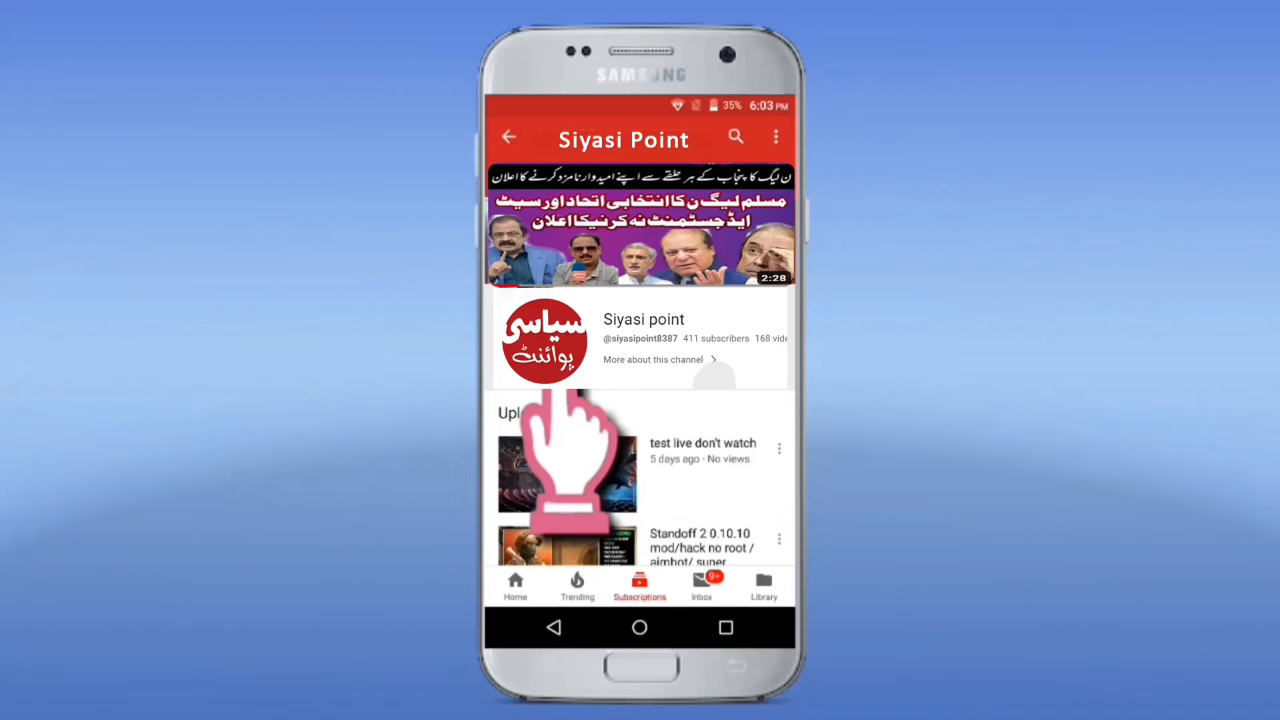 SAMSUNG
35% 6:03 PM
Siyasi Point
ن لیگ کا پنجاب کے ہر حلقے سے اپنے امیدوار نامزد کرنے کا اعلان
مسلم لیگ ن کا انتخابی اتحاد اور سیٹ
ایڈجسٹمنٹ نہ کرنیکا اعلان
2:28
سیاسی
پوائنٹ
Siyasi point
@siyasipoint8387 411 subscribers 168 vide
More about this channel
Upl
test live don't watch
5 days ago · No views
Standoff 2 0.10.10
mod/hack no root /
aimbot/ super
9+
Home Trending Subscriptions Inbox Library